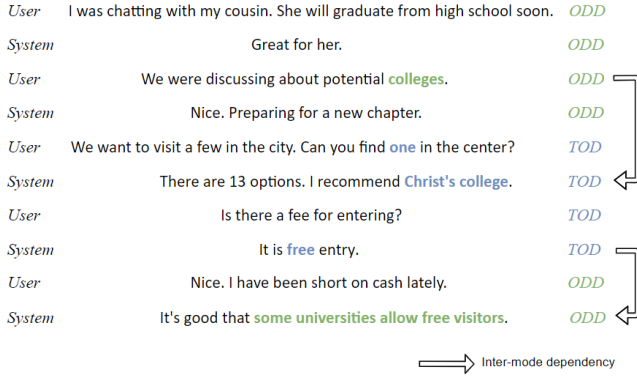 User I was chatting with my cousin. She will graduate from high school soon. ODD
System Great for her. ODD
User We were discussing about potential colleges. ODD
System Nice. Preparing for a new chapter. ODD
User We want to visit a few in the city. Can you find one in the center? TOD
System There are 13 options. I recommend Christ's college. TOD
User Is there a fee for entering? TOD
System It is free entry. TOD
User Nice. I have been short on cash lately. ODD
System It's good that some universities allow free visitors. ODD
Inter-mode dependency